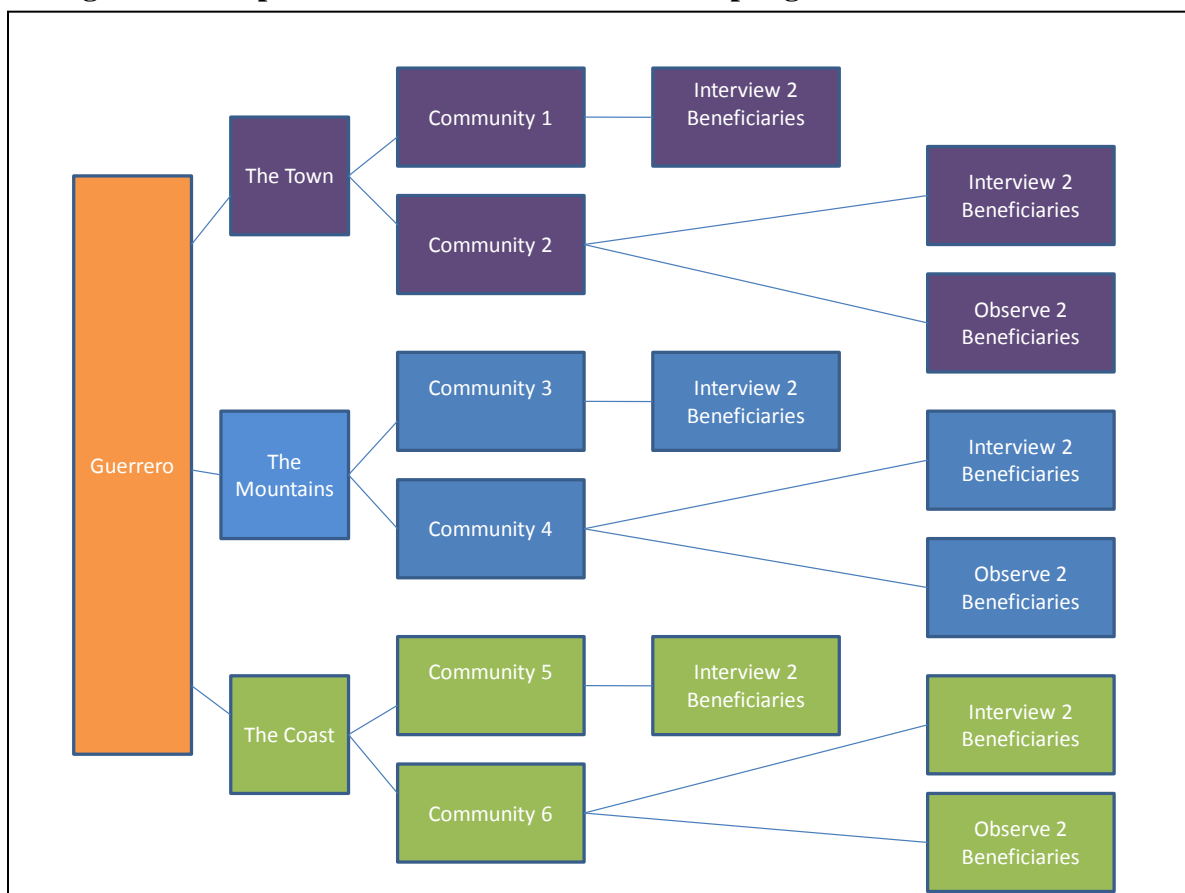 Guerrero
The Town
Community 1
Interview 2
Beneficiaries
Community 2
Interview 2
Beneficiaries
Observe 2
Beneficiaries
The
Mountains
Community 3
Interview 2
Beneficiaries
Community 4
Interview 2
Beneficiaries
Observe 2
Beneficiaries
The Coast
Community 5
Interview 2
Beneficiaries
Community 6
Interview 2
Beneficiaries
Observe 2
Beneficiaries